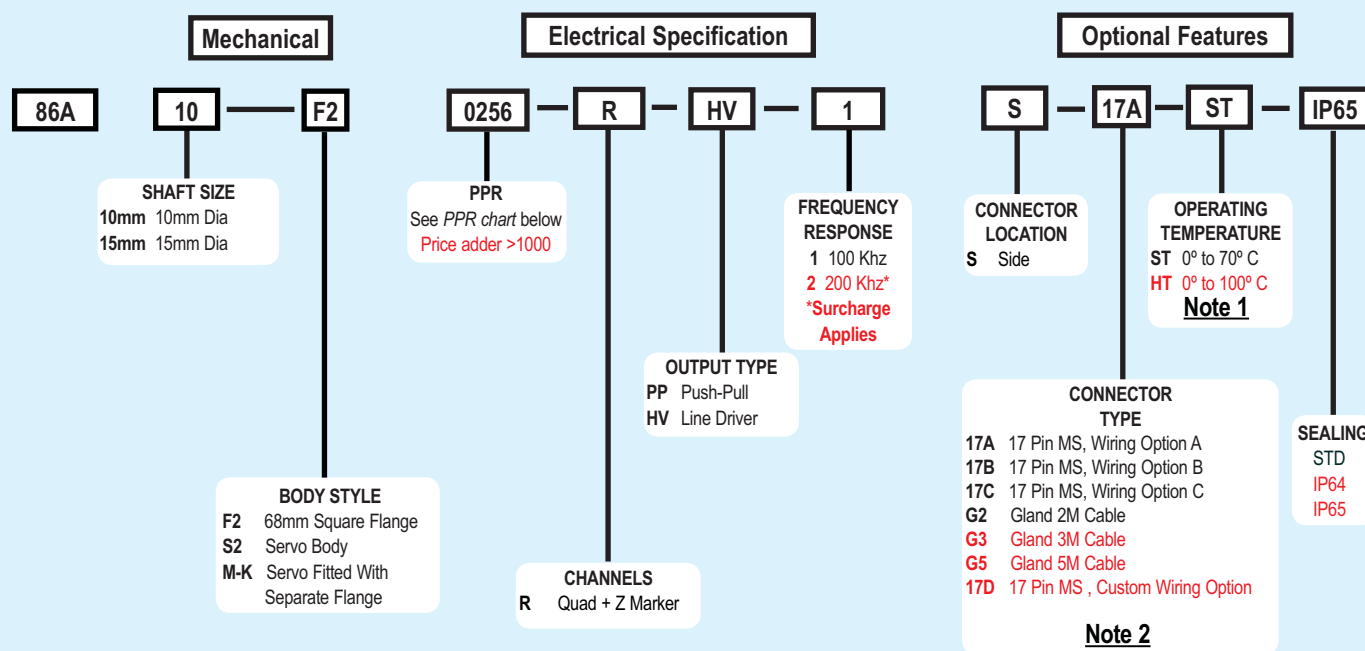 Mechanical
Electrical Specification
Optional Features
86A
10
F2
0256
R
HV
1
S
17A
ST
IP65
SHAFT SIZE
10mm 10mm Dia
15mm 15mm Dia
PPR
See PPR chart below
Price adder >1000
FREQUENCY
RESPONSE
1 100 Khz
2 200 Khz*
*Surcharge
Applies
CONNECTOR
LOCATION
S Side
OPERATING
TEMPERATURE
ST 0º to 70º C
HT 0º to 100º C
Note 1
OUTPUT TYPE
PP Push-Pull
HV Line Driver
CONNECTOR
TYPE
17A 17 Pin MS, Wiring Option A
17B 17 Pin MS, Wiring Option B
17C 17 Pin MS, Wiring Option C
G2 Gland 2M Cable
G3 Gland 3M Cable
G5 Gland 5M Cable
17D 17 Pin MS , Custom Wiring Option
Note 2
SEALING
STD
IP64
IP65
BODY STYLE
F2 68mm Square Flange
S2 Servo Body
M-K Servo Fitted With
Separate Flange
CHANNELS
R Quad + Z Marker